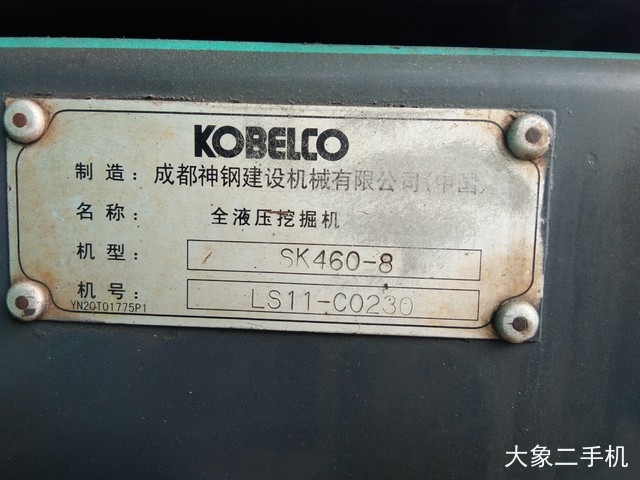 KOBELCO
制造：成都神钢建设机械有限公司(中国)
名称：全液压挖掘机
机型：SK460-8
机号：LS11-C0230
YN20T01775P1
大象二手机